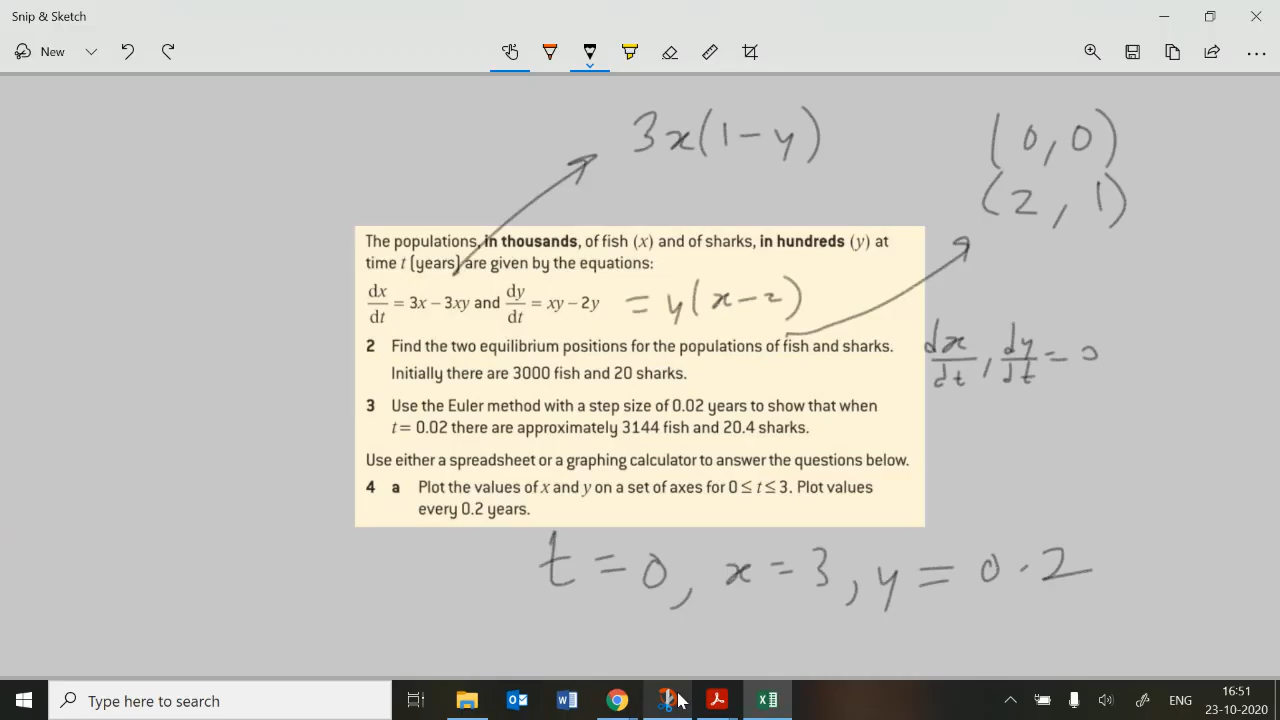 Snip & Sketch
New
3x(1-y)
(0,0)
(2,1)
The populations, in thousands, of fish (x) and of sharks, in hundreds (y) at
time t (years) are given by the equations:
dx/dt = 3x – 3xy and dy/dt = xy – 2y = y(x-2)
2 Find the two equilibrium positions for the populations of fish and sharks.
dx/dt, dy/dt = 0
Initially there are 3000 fish and 20 sharks.
3 Use the Euler method with a step size of 0.02 years to show that when
t = 0.02 there are approximately 3144 fish and 20.4 sharks.
Use either a spreadsheet or a graphing calculator to answer the questions below.
4 a Plot the values of x and y on a set of axes for 0 ≤ t ≤ 3. Plot values
every 0.2 years.
t=0, x=3, y=0.2
Type here to search
ENG
16:51
23-10-2020